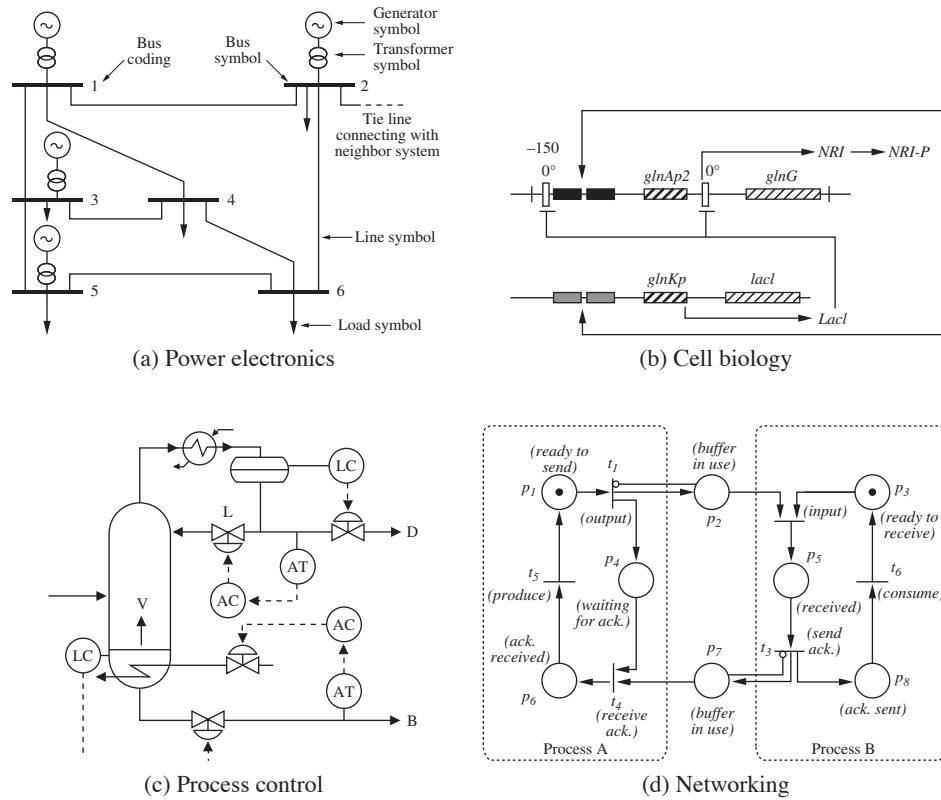 Generator
symbol
Transformer
symbol
Bus
coding
Bus
symbol
1
2
Tie line
connecting with
neighbor system
3
4
Line symbol
5
6
Load symbol
(a) Power electronics
–150
0°
glnAp2
0°
glnG
NRI
NRI-P
glnKp
lacl
Lacl
(b) Cell biology
LC
L
D
AT
AC
V
AC
LC
AT
B
(c) Process control
(ready to
send)
t1
(buffer
in use)
p1
p2
p3
(output)
(input)
(ready to
receive)
p4
p5
t5
(produce)
t6
(consume)
(waiting
for ack.)
(received)
(ack.
received)
p7
t3
(send
ack.)
p6
t4
p8
(receive
ack.)
(buffer
in use)
(ack. sent)
Process A
Process B
(d) Networking